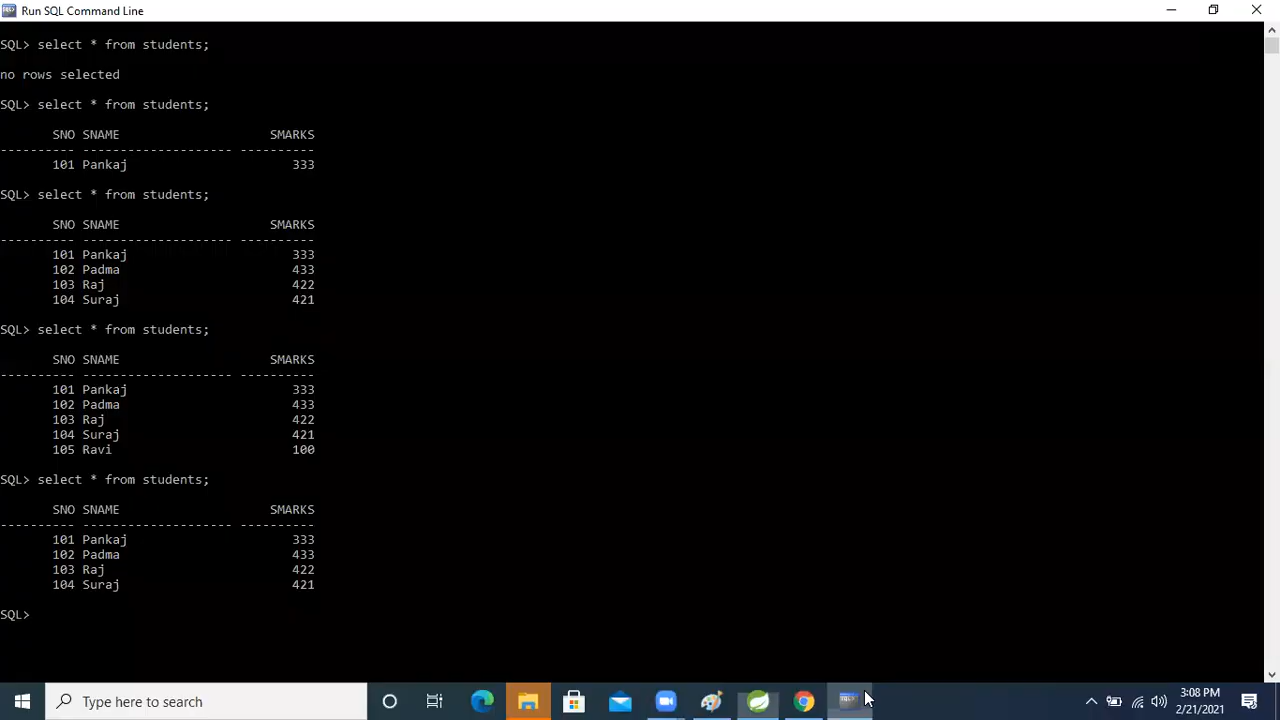 Run SQL Command Line
SQL> select * from students;
no rows selected
SQL> select * from students;
SNO SNAME SMARKS
---------- -------------------- ----------
101 Pankaj 333
SQL> select * from students;
SNO SNAME SMARKS
---------- -------------------- ----------
101 Pankaj 333
102 Padma 433
103 Raj 422
104 Suraj 421
SQL> select * from students;
SNO SNAME SMARKS
---------- -------------------- ----------
101 Pankaj 333
102 Padma 433
103 Raj 422
104 Suraj 421
105 Ravi 100
SQL> select * from students;
SNO SNAME SMARKS
---------- -------------------- ----------
101 Pankaj 333
102 Padma 433
103 Raj 422
104 Suraj 421
SQL>
Type here to search
3:08 PM
2/21/2021